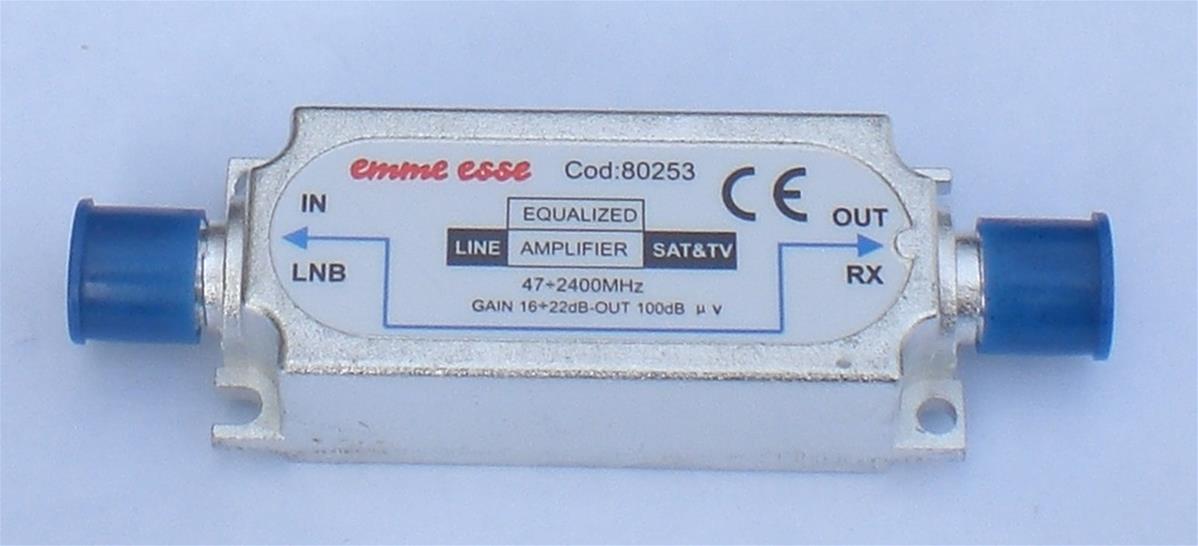 emme esse Cod:80253
CE
IN
LNB
EQUALIZED
LINE AMPLIFIER SAT&TV
47÷2400MHz
GAIN 16÷22dB-OUT 100dB μ v
OUT
RX